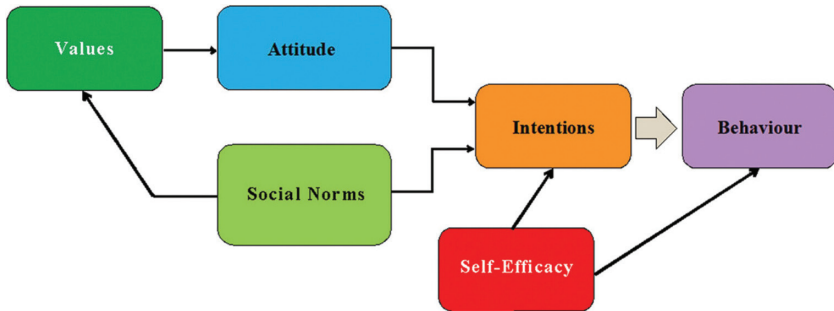 Values
Attitude
Intentions
Behaviour
Social Norms
Self-Efficacy